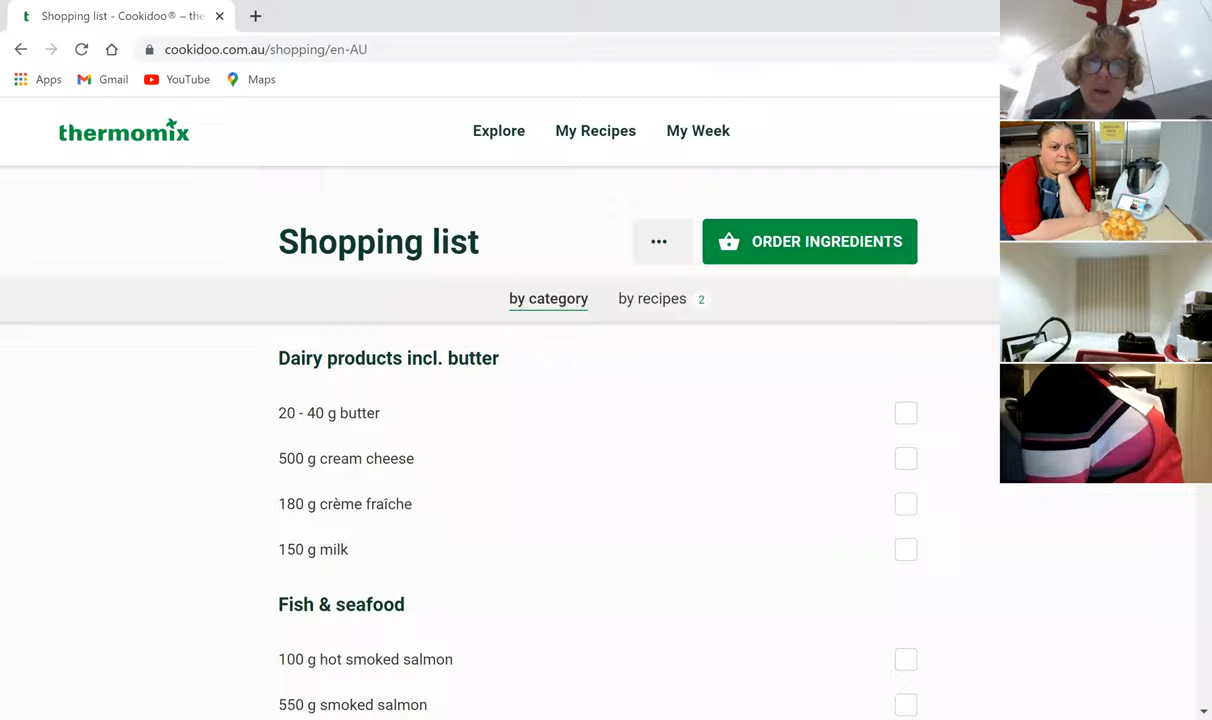 Shopping list - Cookidoo® – the
cookidoo.com.au/shopping/en-AU
Apps Gmail YouTube Maps
thermomix
Explore My Recipes My Week
Shopping list
... ORDER INGREDIENTS
by category by recipes 2
Dairy products incl. butter
20 - 40 g butter
500 g cream cheese
180 g crème fraîche
150 g milk
Fish & seafood
100 g hot smoked salmon
550 g smoked salmon